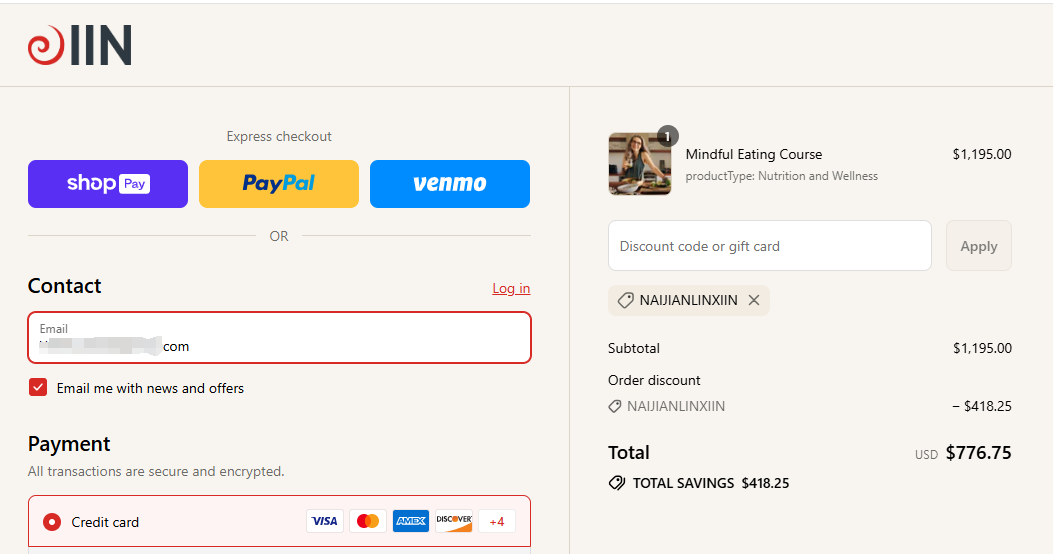 IIN
Express checkout
shop Pay
PayPal
venmo
OR
Contact
Log in
Email
com
Email me with news and offers
Payment
All transactions are secure and encrypted.
Credit card
VISA
AMEX
DISCOVER
+4
1
Mindful Eating Course
$1,195.00
productType: Nutrition and Wellness
Discount code or gift card
Apply
NAIJIANLINXIIN
Subtotal
$1,195.00
Order discount
NAIJIANLINXIIN
− $418.25
Total
USD $776.75
TOTAL SAVINGS $418.25